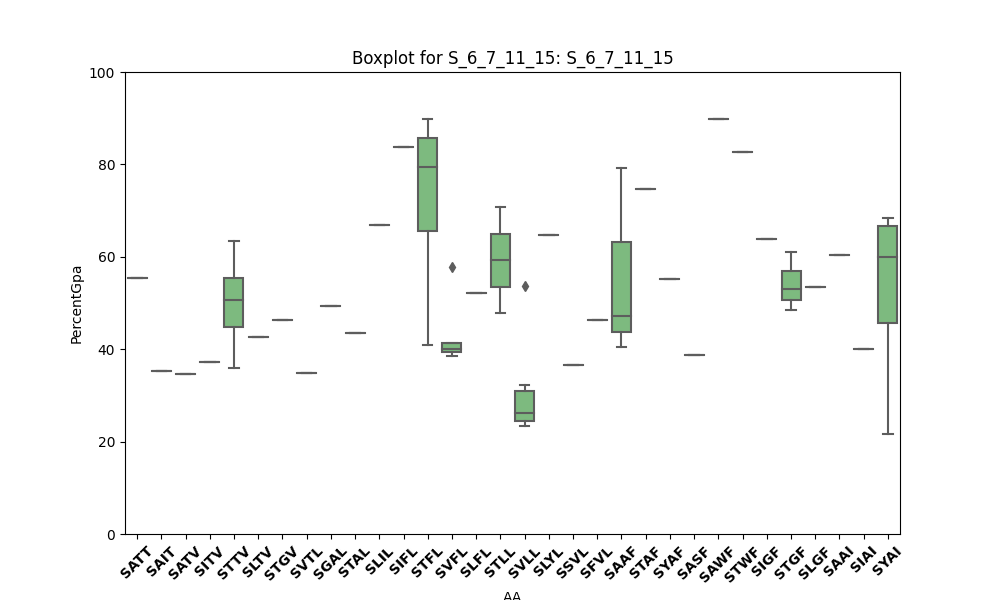 Boxplot for S_6_7_11_15: S_6_7_11_15
100
80
60
40
20
0
PercentGpa
SATT SAIT SATV SITV STTV SLTV STGV SVTL SGAL STAL SLIL SIFL STFL SVFL SLFL STLL SVLL SLYL SSVL SFVL SAAF STAF SYAF SASF SAWF STWF SIGF STGF SLGF SAAI SIAI SYAI
AA